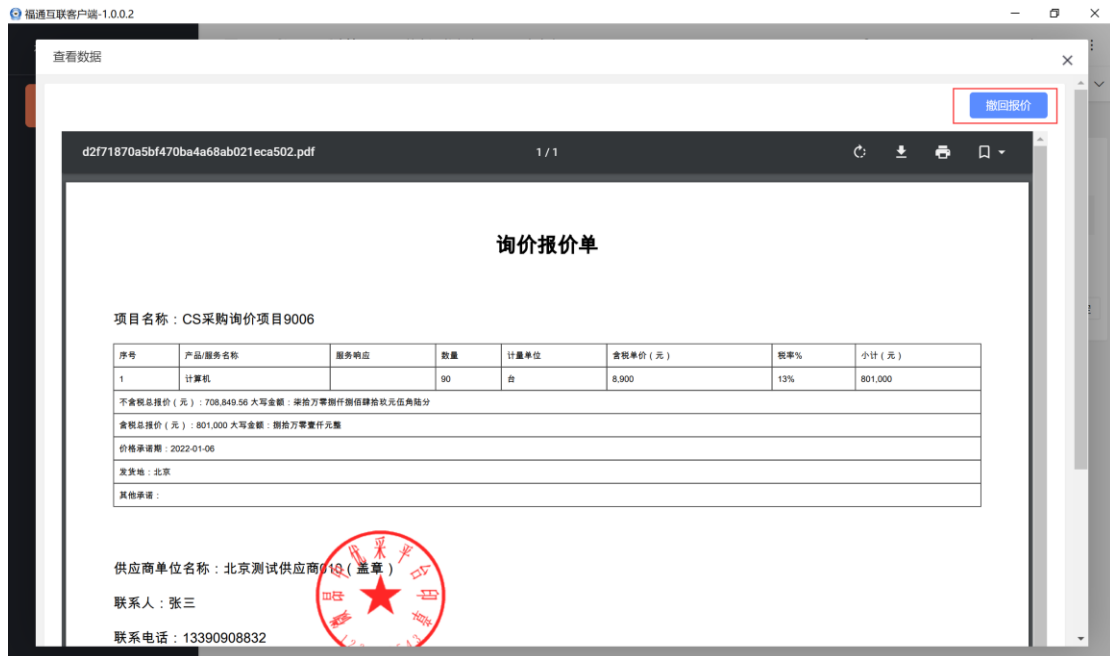 福通互联客户端-1.0.0.2
查看数据
撤回报价
d2f71870a5bf470ba4a68ab021eca502.pdf
1 / 1
询价报价单
项目名称：CS采购询价项目9006
序号 产品/服务名称 服务响应 数量 计量单位 含税单价（元） 税率% 小计（元）
1 计算机 90 台 8,900 13% 801,000
不含税总报价（元）：708,849.56 大写金额：柒拾万零捌仟捌佰肆拾玖元伍角陆分
含税总报价（元）：801,000 大写金额：捌拾万零壹仟元整
价格承诺期：2022-01-06
发货地：北京
其他承诺：
供应商单位名称：北京测试供应商010（盖章）
联系人：张三
联系电话：13390908832